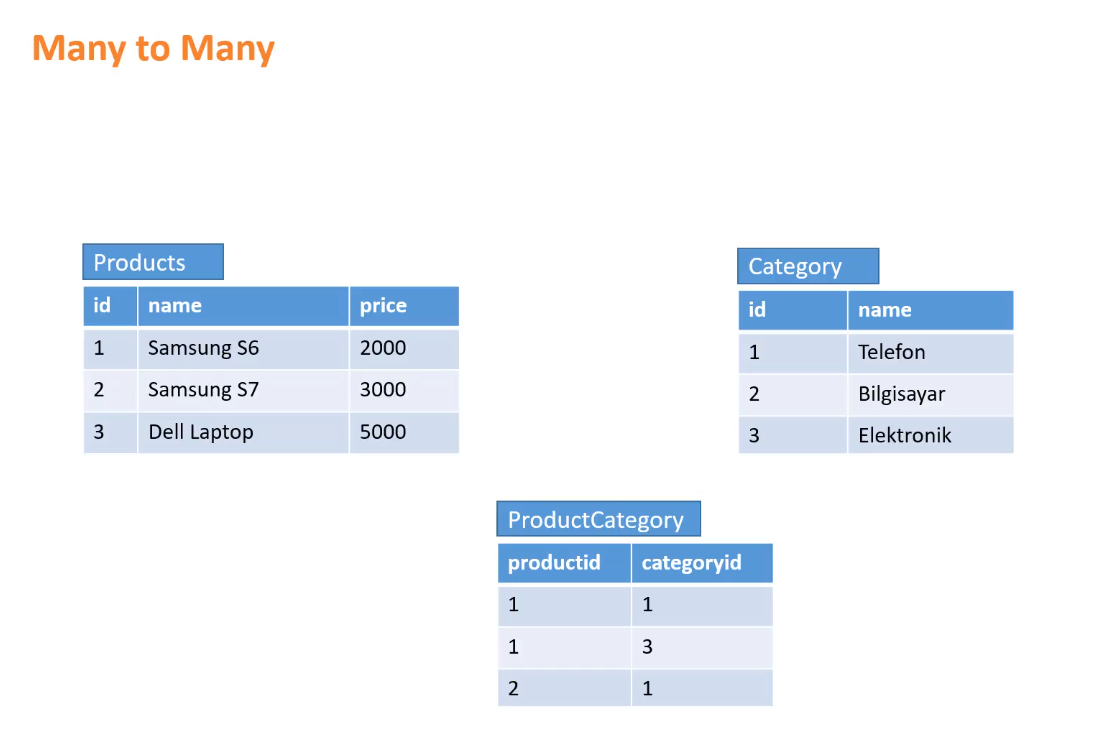 Many to Many
Products
id name price
1 Samsung S6 2000
2 Samsung S7 3000
3 Dell Laptop 5000
Category
id name
1 Telefon
2 Bilgisayar
3 Elektronik
ProductCategory
productid categoryid
1 1
1 3
2 1